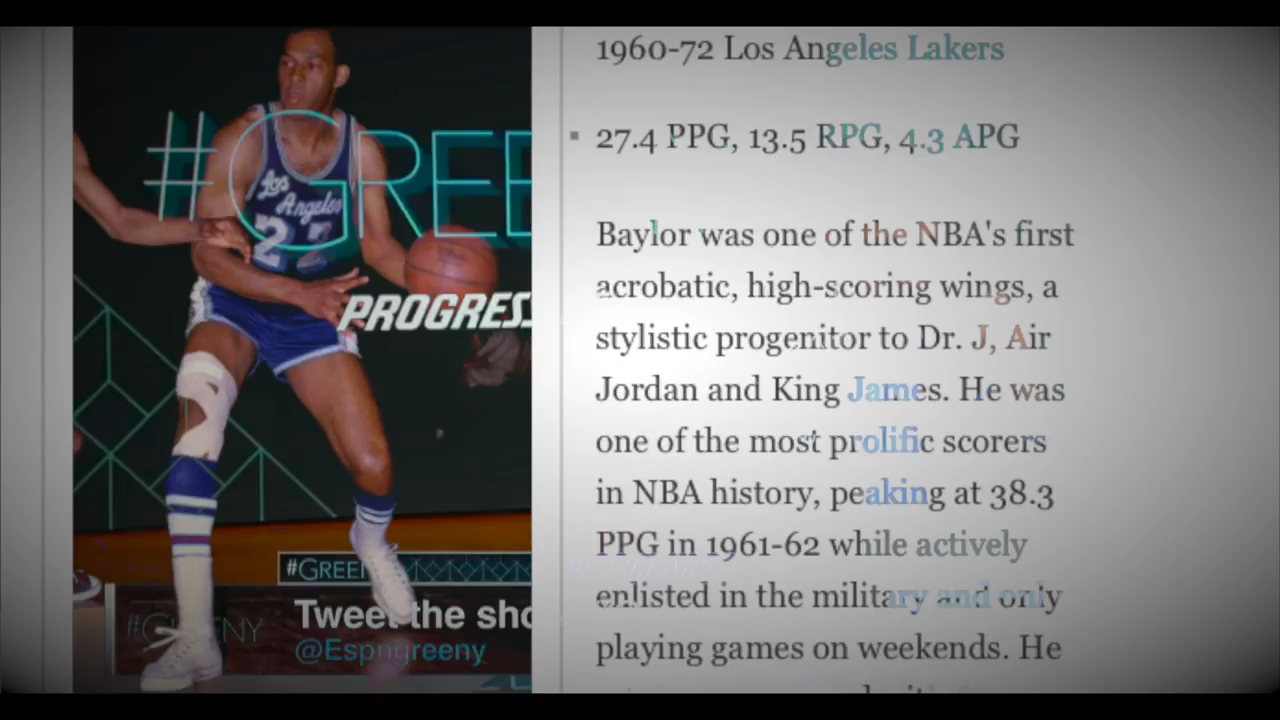 #GREE
Los
Angeles
PROGRESS
#GREE
Tweet the sho
#GREENY
@Espngreeny
1960-72 Los Angeles Lakers
27.4 PPG, 13.5 RPG, 4.3 APG
Baylor was one of the NBA's first
acrobatic, high-scoring wings, a
stylistic progenitor to Dr. J, Air
Jordan and King James. He was
one of the most prolific scorers
in NBA history, peaking at 38.3
PPG in 1961-62 while actively
enlisted in the military and only
playing games on weekends. He